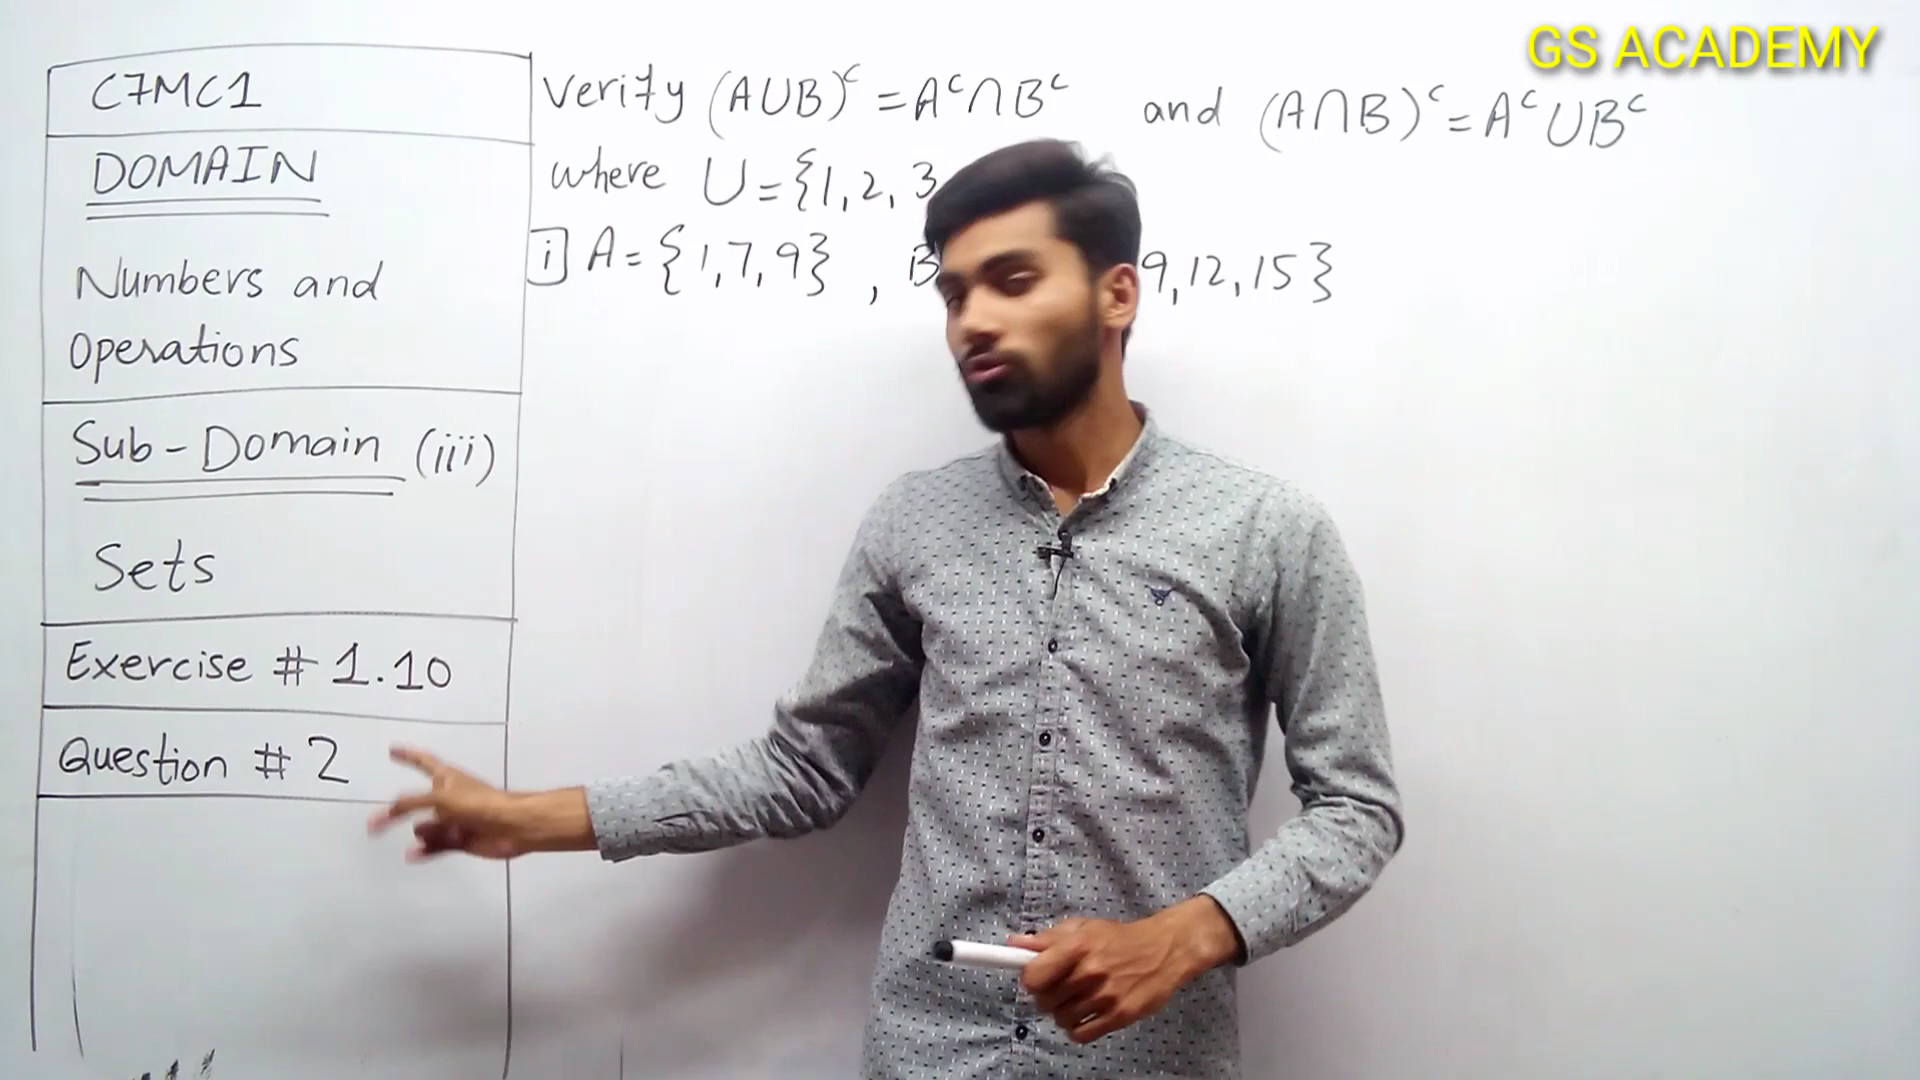 GS ACADEMY
C7MC1
DOMAIN
Numbers and
Operations
Sub-Domain (iii)
Sets
Exercise # 1.10
Question # 2
Verify (A∪B)ᶜ = Aᶜ∩Bᶜ and (A∩B)ᶜ = Aᶜ∪Bᶜ
where U = {1, 2, 3
i A = {1, 7, 9} , B 9, 12, 15}